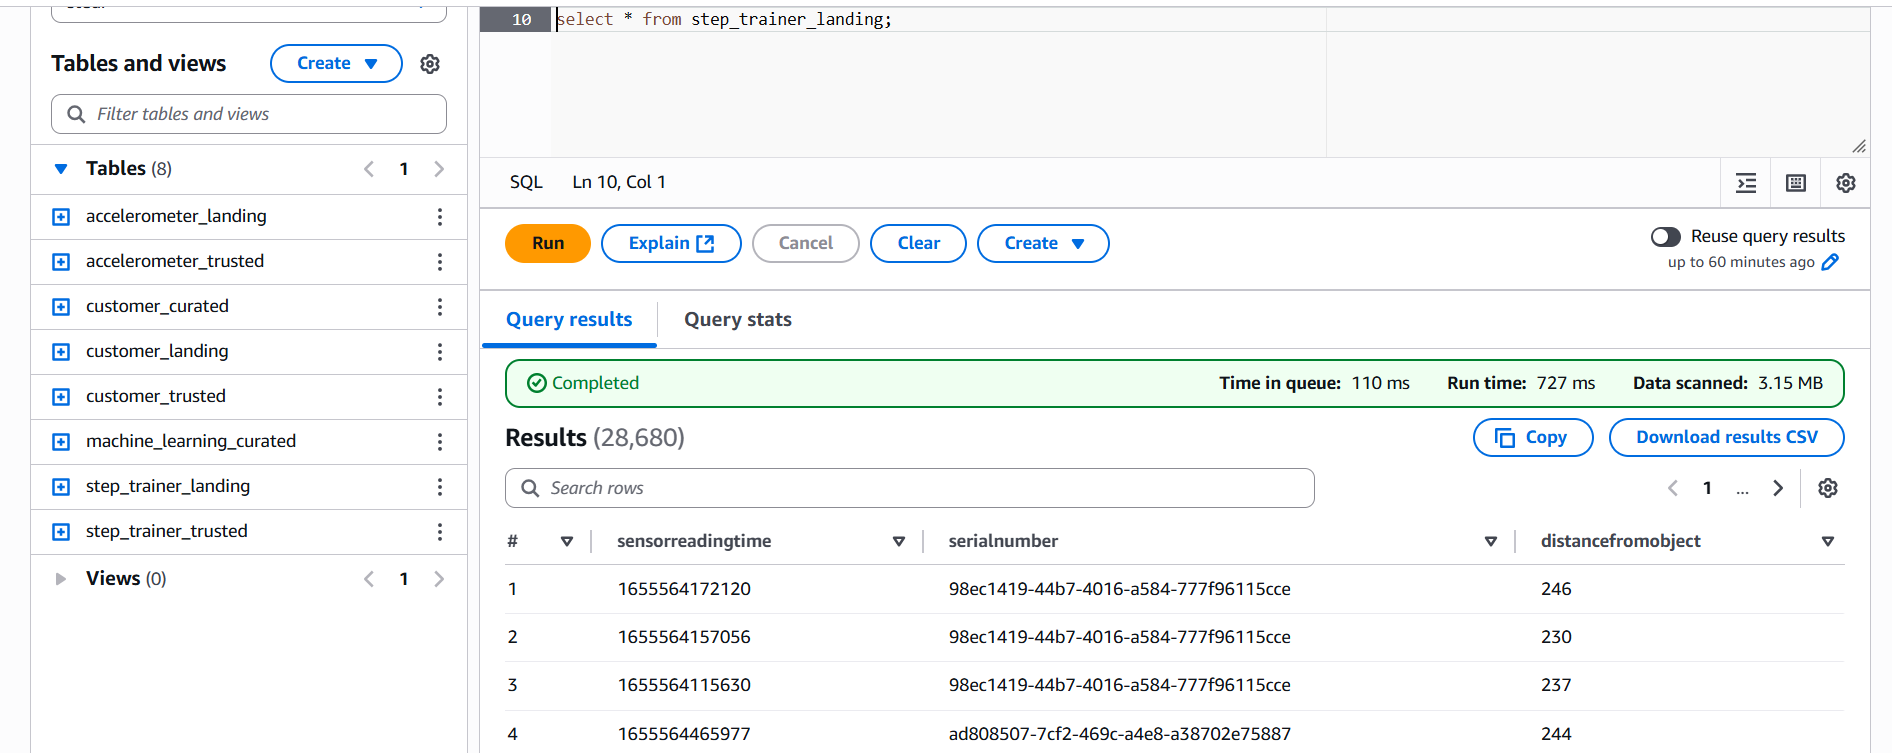 Tables and views
Create
Filter tables and views
Tables (8)
1
accelerometer_landing
accelerometer_trusted
customer_curated
customer_landing
customer_trusted
machine_learning_curated
step_trainer_landing
step_trainer_trusted
Views (0)
1
10 select * from step_trainer_landing;
SQL Ln 10, Col 1
Run Explain Cancel Clear Create
Reuse query results
up to 60 minutes ago
Query results Query stats
Completed Time in queue: 110 ms Run time: 727 ms Data scanned: 3.15 MB
Results (28,680) Copy Download results CSV
Search rows 1 ...
# sensorreadingtime serialnumber distancefromobject
1 1655564172120 98ec1419-44b7-4016-a584-777f96115cce 246
2 1655564157056 98ec1419-44b7-4016-a584-777f96115cce 230
3 1655564115630 98ec1419-44b7-4016-a584-777f96115cce 237
4 1655564465977 ad808507-7cf2-469c-a4e8-a38702e75887 244